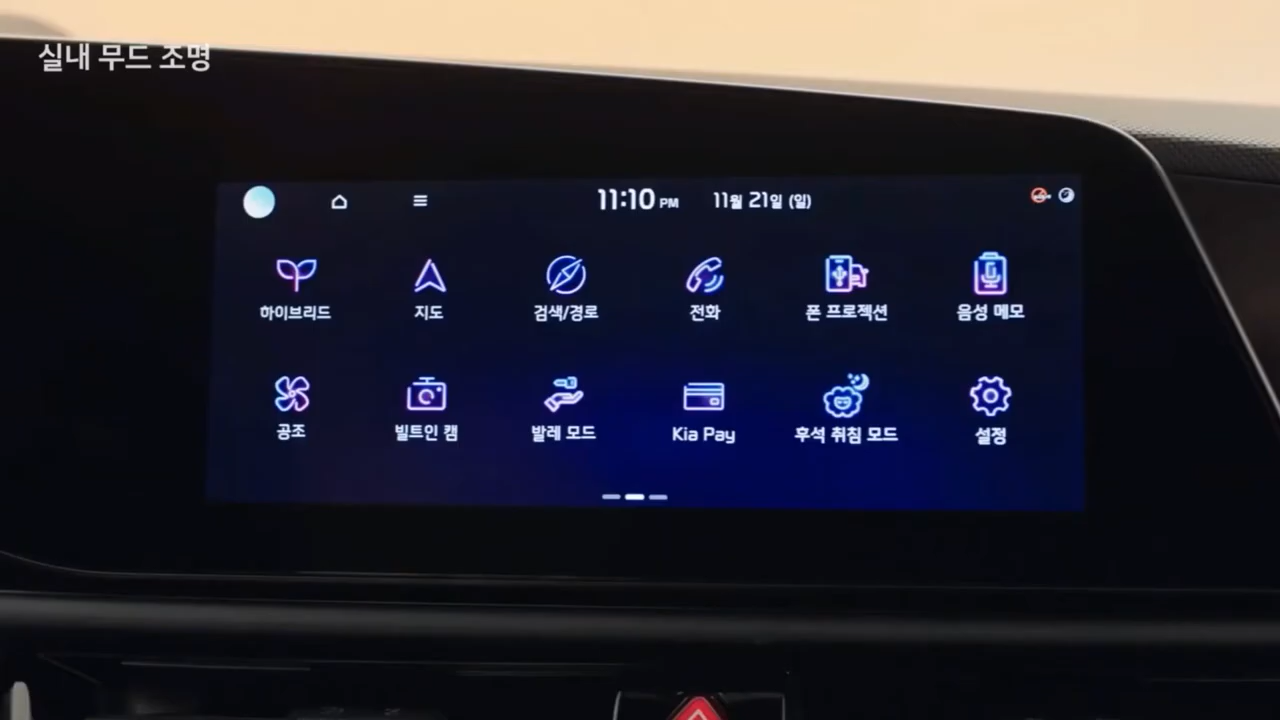 실내 무드 조명
11:10 PM 11월 21일 (일)
하이브리드 지도 검색/경로 전화 폰 프로젝션 음성 메모
공조 빌트인 캠 발레 모드 Kia Pay 후석 취침 모드 설정